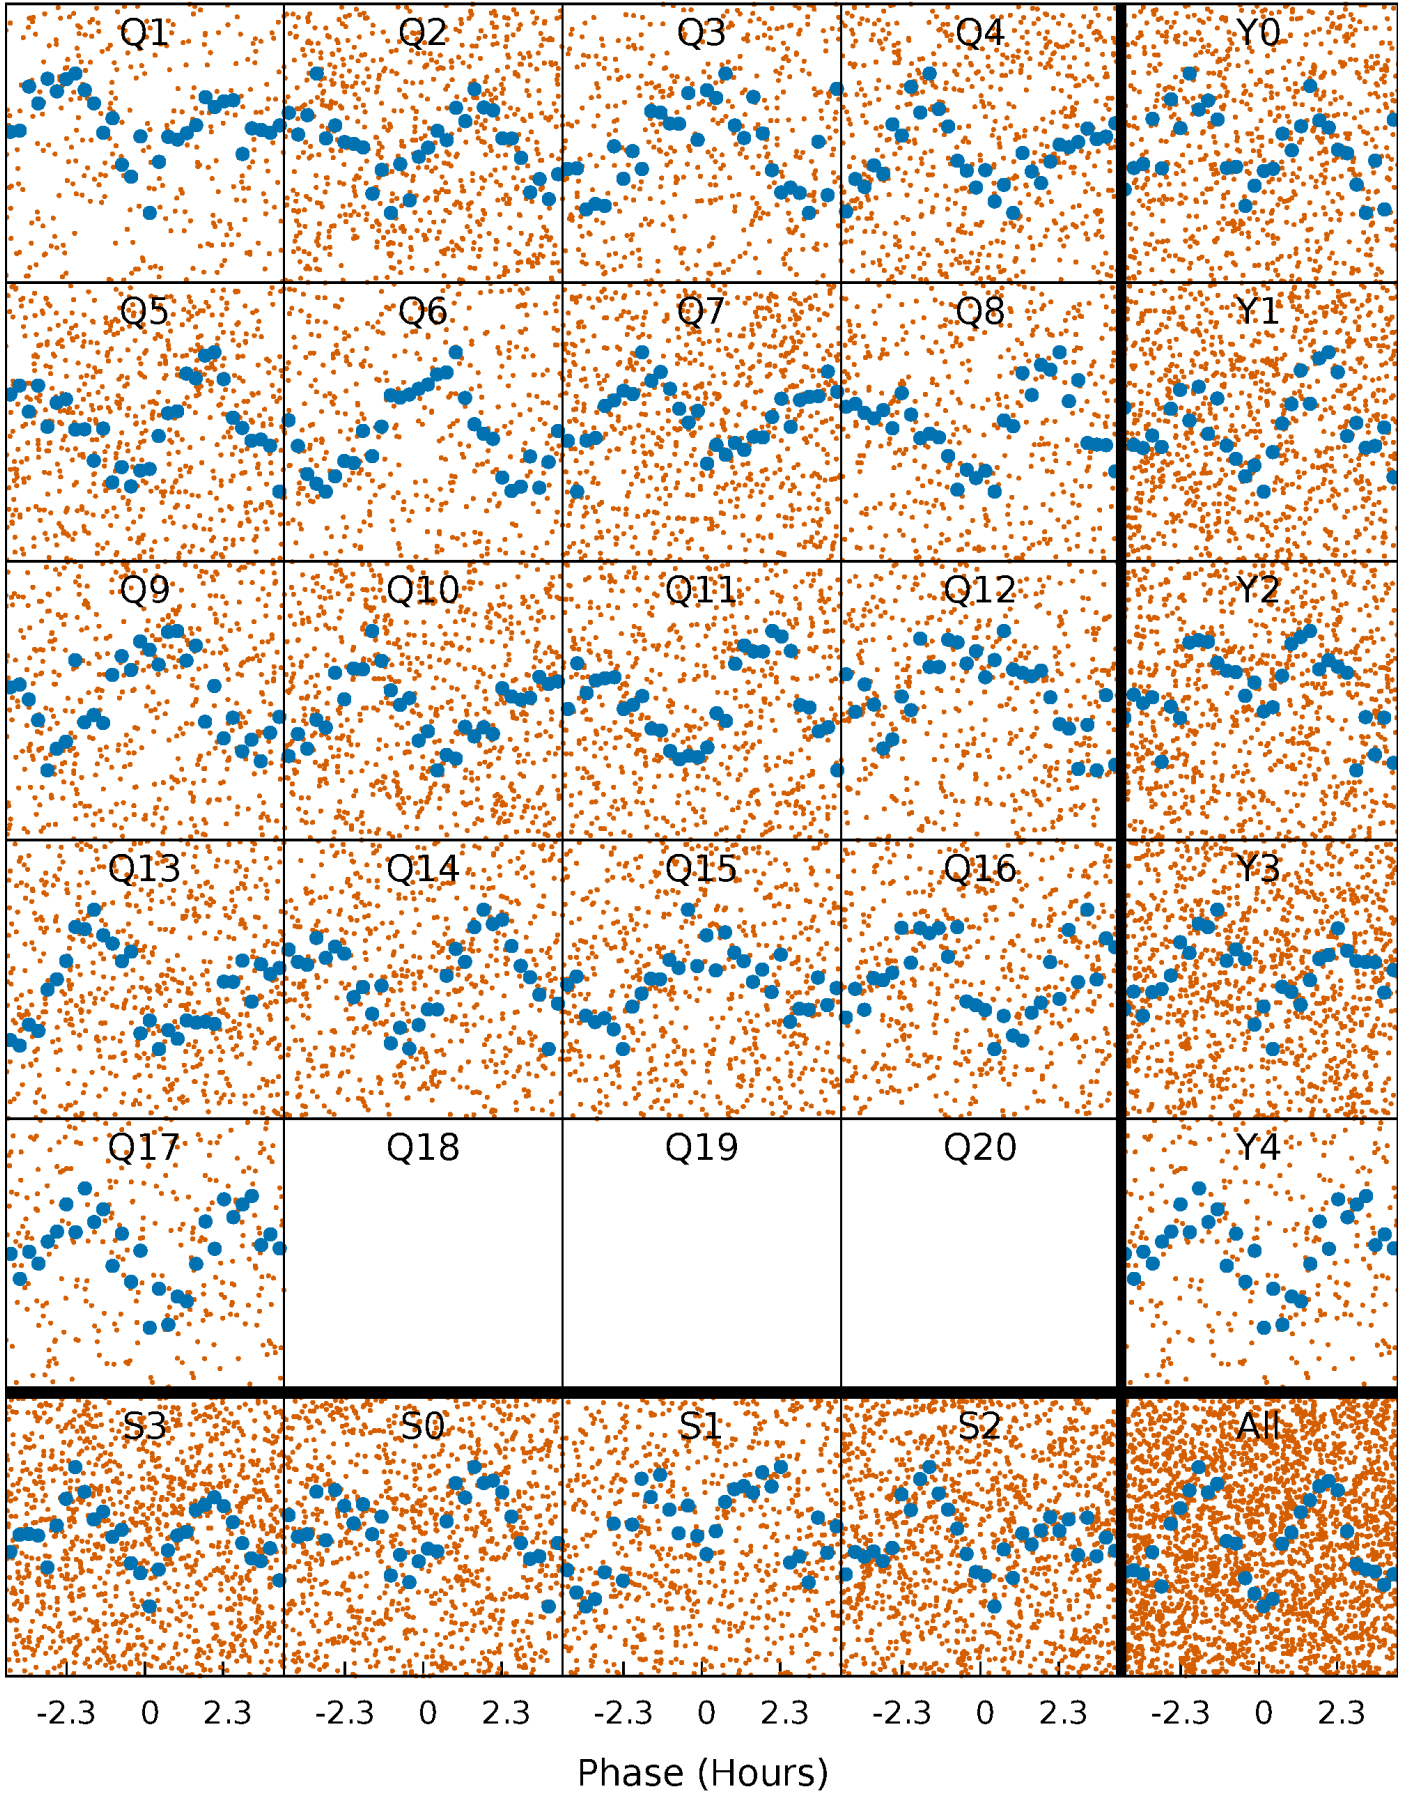 Q1 Q2 Q3 Q4 Y0
Q5 Q6 Q7 Q8 Y1
Q9 Q10 Q11 Q12 Y2
Q13 Q14 Q15 Q16 Y3
Q17 Q18 Q19 Q20 Y4
S3 S0 S1 S2 All
-2.3 0 2.3 -2.3 0 2.3 -2.3 0 2.3 -2.3 0 2.3 -2.3 0 2.3
Phase (Hours)